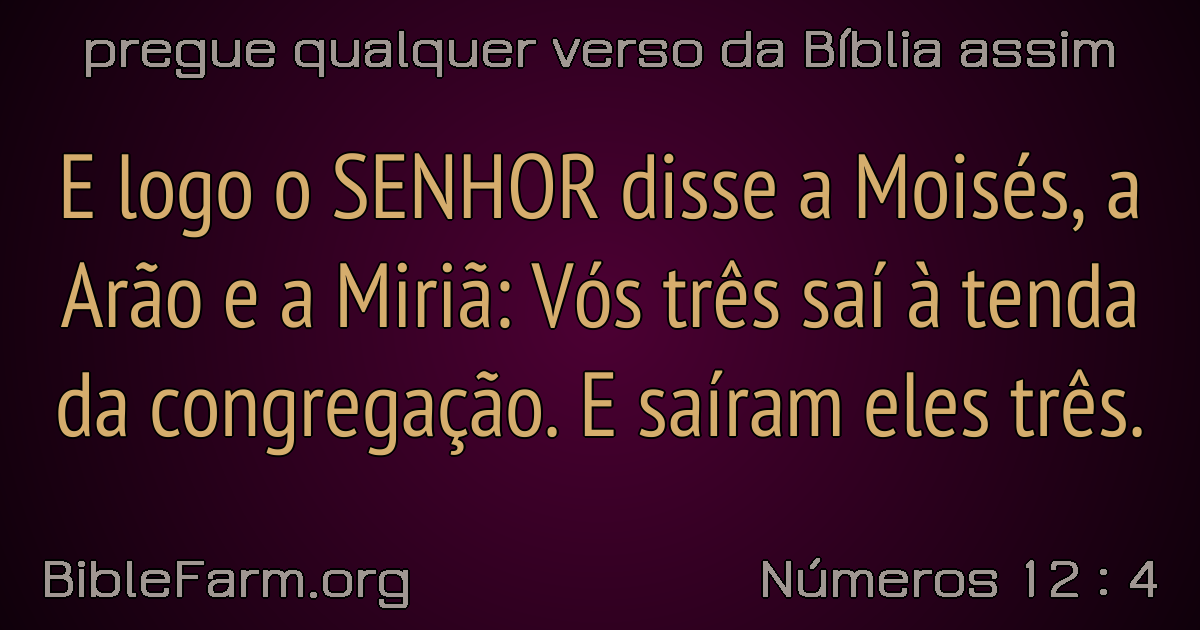 pregue qualquer verso da Bíblia assim
E logo o SENHOR disse a Moisés, a
Arão e a Miriã: Vós três saí à tenda
da congregação. E saíram eles três.
BibleFarm.org
Números 12 : 4